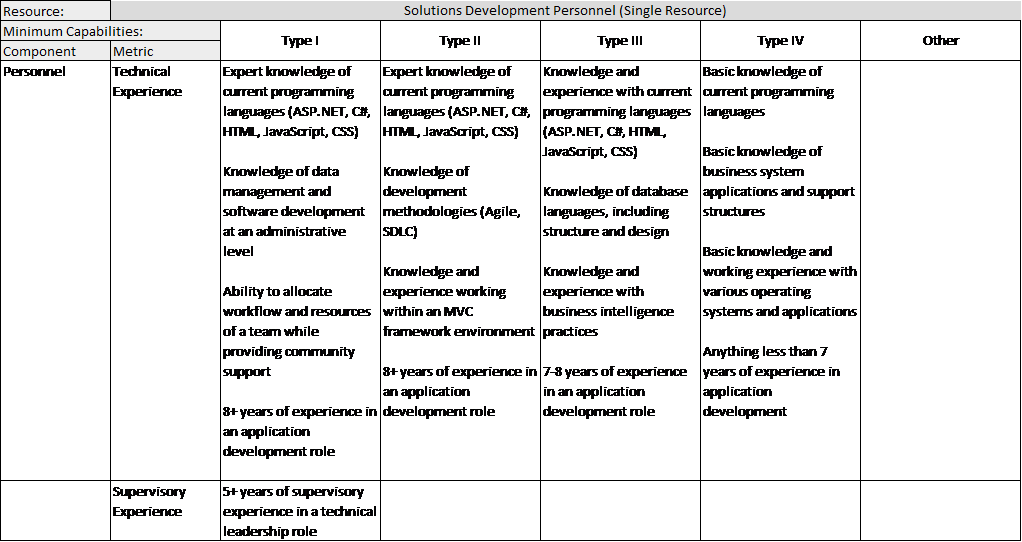 Resource: Solutions Development Personnel (Single Resource)
Minimum Capabilities:
Component Metric Type I Type II Type III Type IV Other
Personnel
Technical
Experience
Expert knowledge of
current programming
languages (ASP.NET, C#,
HTML, JavaScript, CSS)
Knowledge of data
management and
software development
at an administrative
level
Ability to allocate
workflow and resources
of a team while
providing community
support
8+ years of experience in
an application
development role
Expert knowledge of
current programming
languages (ASP.NET, C#,
HTML, JavaScript, CSS)
Knowledge of
development
methodologies (Agile,
SDLC)
Knowledge and
experience working
within an MVC
framework environment
8+ years of experience in
an application
development role
Knowledge and
experience with current
programming languages
(ASP.NET, C#, HTML,
JavaScript, CSS)
Knowledge of database
languages, including
structure and design
Knowledge and
experience with
business intelligence
practices
7-8 years of experience
in an application
development role
Basic knowledge of
current programming
languages
Basic knowledge of
business system
applications and support
structures
Basic knowledge and
working experience with
various operating
systems and applications
Anything less than 7
years of experience in
application
development
Supervisory
Experience
5+ years of supervisory
experience in a technical
leadership role